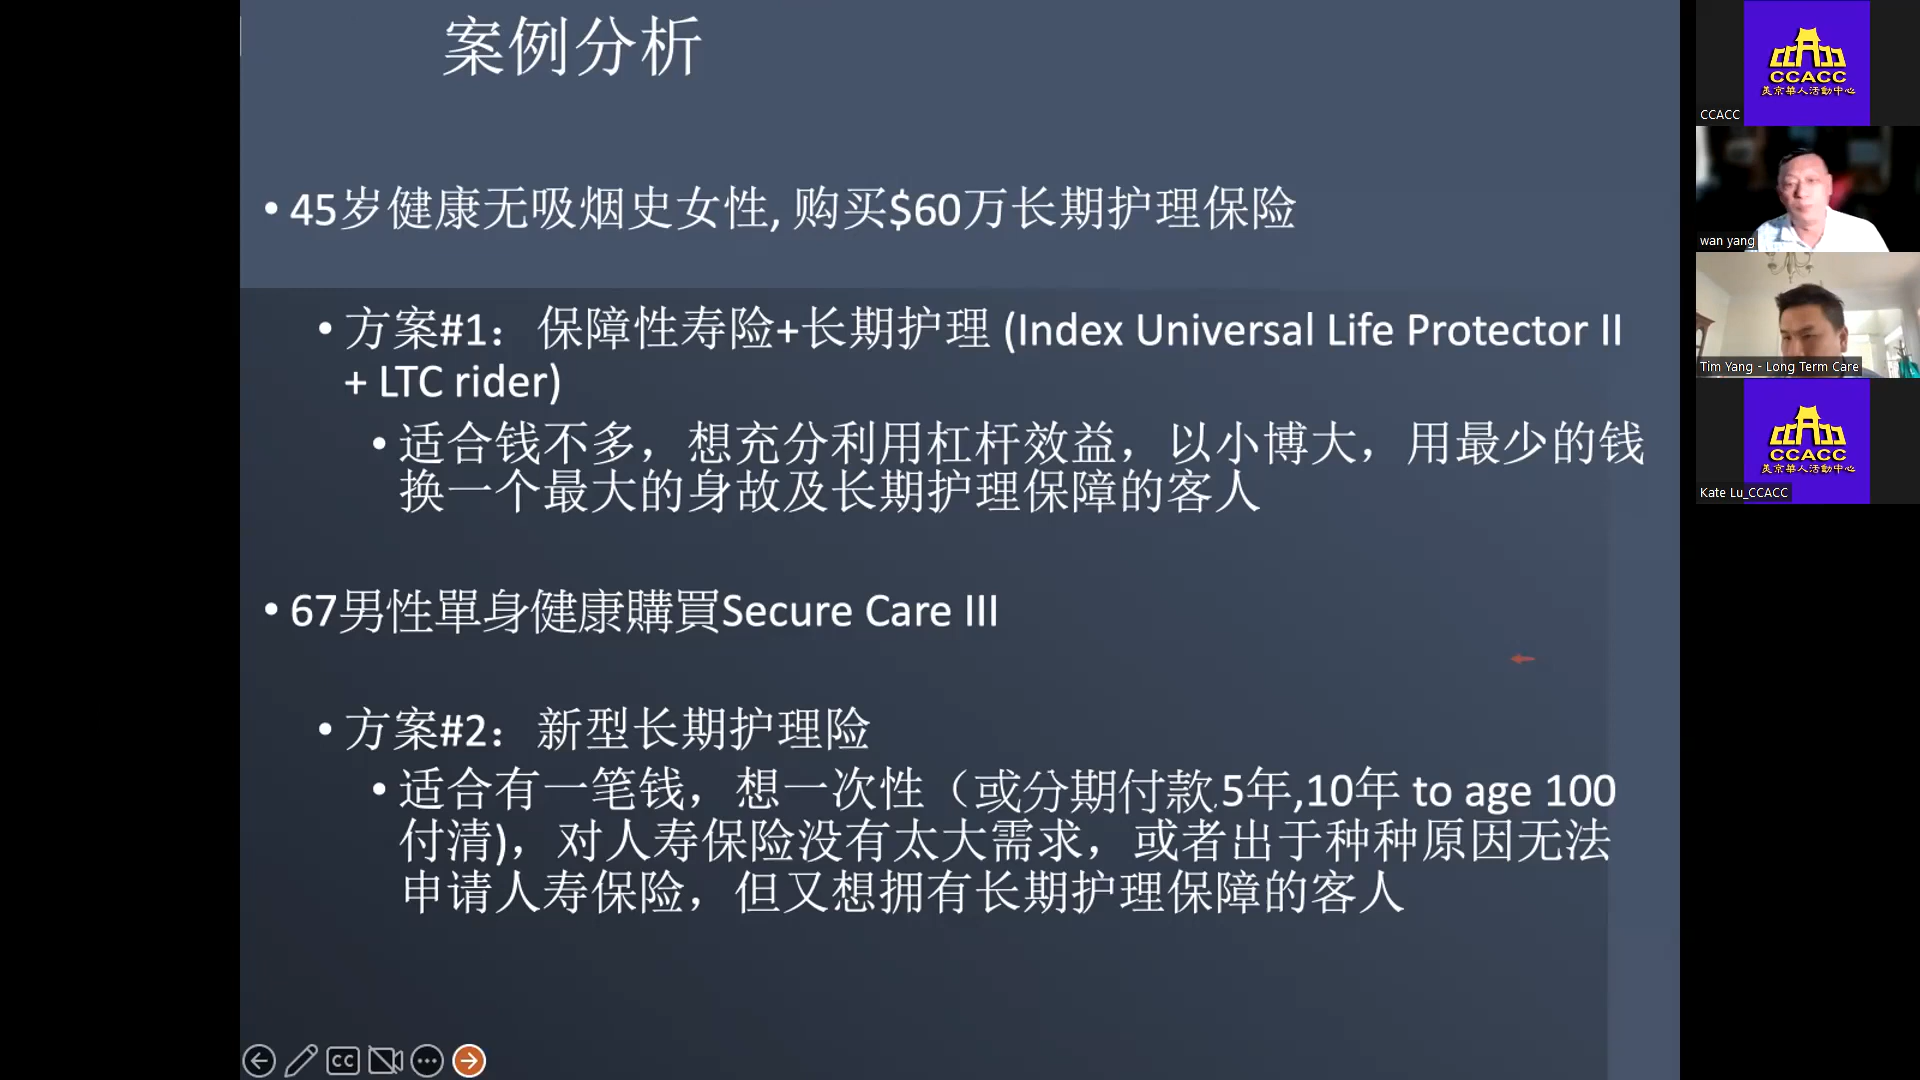 案例分析
• 45岁健康无吸烟史女性, 购买$60万长期护理保险
• 方案#1：保障性寿险+长期护理 (Index Universal Life Protector II
+ LTC rider)
• 适合钱不多，想充分利用杠杆效益，以小博大，用最少的钱
换一个最大的身故及长期护理保障的客人
• 67男性單身健康購買Secure Care III
• 方案#2：新型长期护理险
• 适合有一笔钱，想一次性（或分期付款,5年,10年 to age 100
付清)，对人寿保险没有太大需求，或者出于种种原因无法
申请人寿保险，但又想拥有长期护理保障的客人
CC
CCACC
美京華人活動中心
CCACC
wan yang
Tim Yang - Long Term Care
CCACC
美京華人活動中心
Kate Lu_CCACC